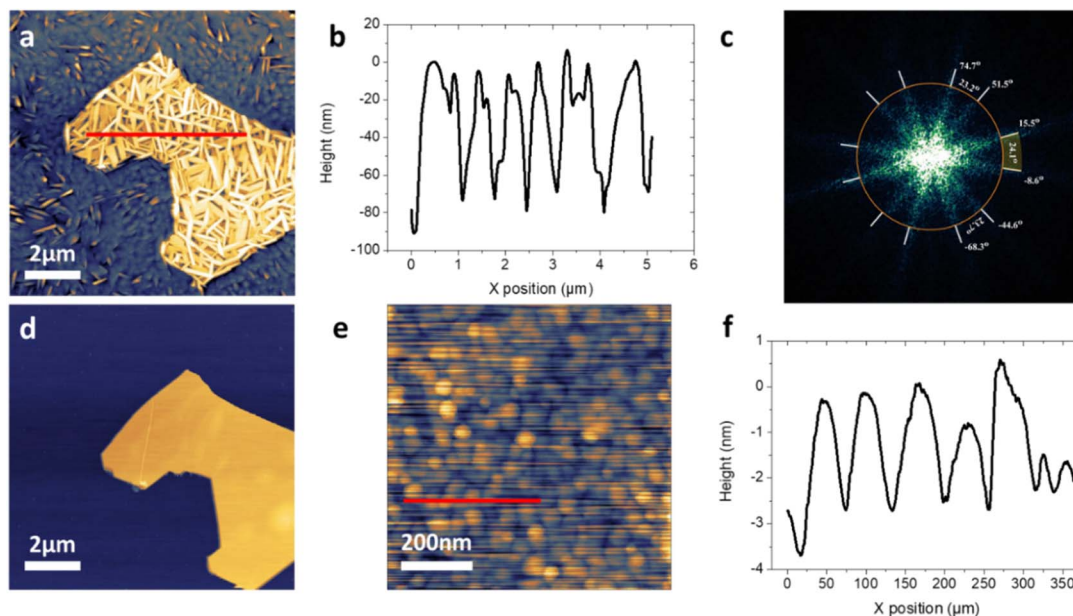 a
2μm
b
20
0
-20
-40
-60
-80
-100
Height (nm)
0 1 2 3 4 5 6
X position (μm)
c
74.7°
23.2°
51.5°
15.5°
24.1°
-8.6°
-44.6°
23.7°
-68.3°
d
2μm
e
200nm
f
1
0
-1
-2
-3
-4
Height (nm)
0 50 100 150 200 250 300 350
X position (μm)